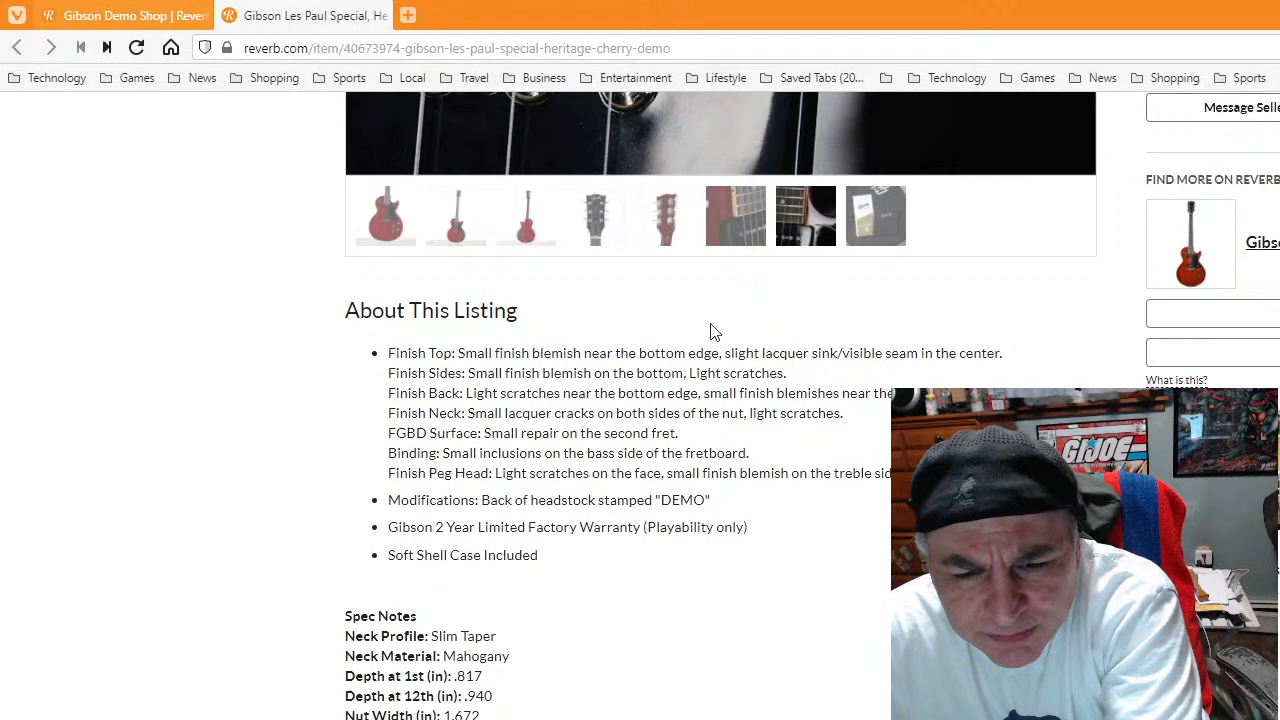 Gibson Demo Shop | Rever
Gibson Les Paul Special, He
reverb.com/item/40673974-gibson-les-paul-special-heritage-cherry-demo
Technology Games News Shopping Sports Local Travel Business Entertainment Lifestyle Saved Tabs (20... Technology Games News Shopping Sports
Message Selle
FIND MORE ON REVERB
Gibs
What is this?
About This Listing
• Finish Top: Small finish blemish near the bottom edge, slight lacquer sink/visible seam in the center.
Finish Sides: Small finish blemish on the bottom, Light scratches.
Finish Back: Light scratches near the bottom edge, small finish blemishes near the
Finish Neck: Small lacquer cracks on both sides of the nut, light scratches.
FGBD Surface: Small repair on the second fret.
Binding: Small inclusions on the bass side of the fretboard.
Finish Peg Head: Light scratches on the face, small finish blemish on the treble sid
• Modifications: Back of headstock stamped "DEMO"
• Gibson 2 Year Limited Factory Warranty (Playability only)
• Soft Shell Case Included
Spec Notes
Neck Profile: Slim Taper
Neck Material: Mahogany
Depth at 1st (in): .817
Depth at 12th (in): .940
Nut Width (in): 1.672
G.I. JOE